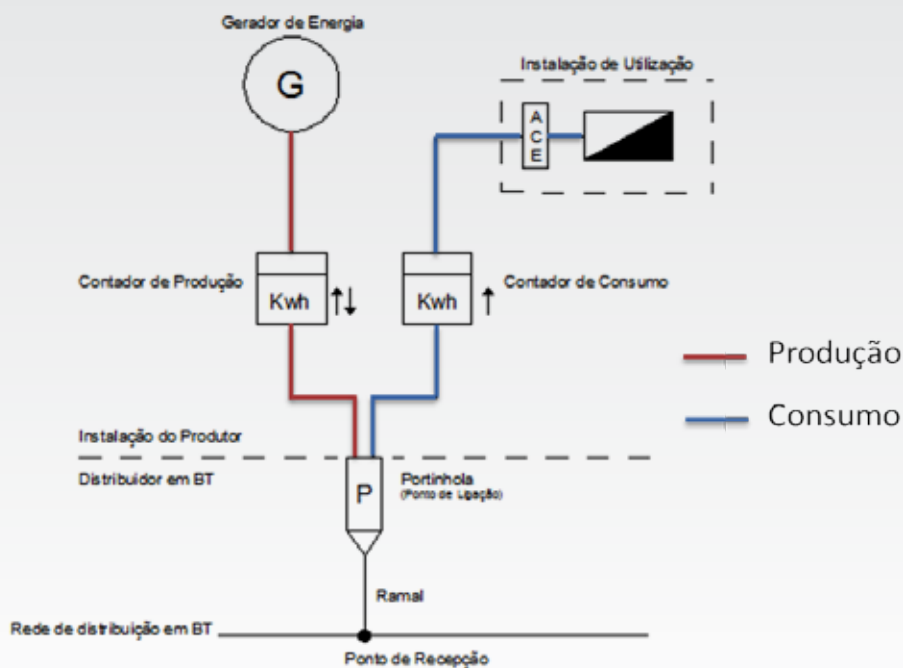 Gerador de Energia
G
Instalação de Utilização
A
C
E
Contador de Produção
Kwh
Kwh
Contador de Consumo
Produção
Consumo
Instalação do Produtor
Distribuidor em BT
P
Portinhola
(Ponto de Ligação)
Ramal
Rede de distribuição em BT
Ponto de Recepção